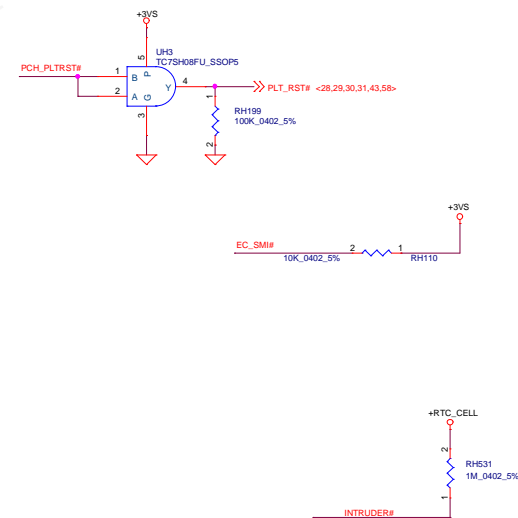 +3VS
UH3
TC7SH08FU_SSOP5
PCH_PLTRST#
5
1
B
P
2
A
G
Y
4
3
PLT_RST# <28,29,30,31,43,58>
1
RH199
100K_0402_5%
2
+3VS
EC_SMI#
2
1
10K_0402_5%
RH110
+RTC_CELL
2
RH531
1M_0402_5%
1
INTRUDER#